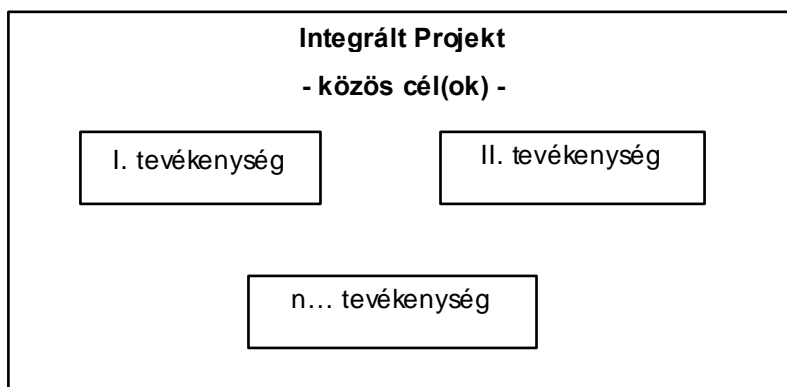 Integrált Projekt
- közös cél(ok) -
I. tevékenység
II. tevékenység
n… tevékenység